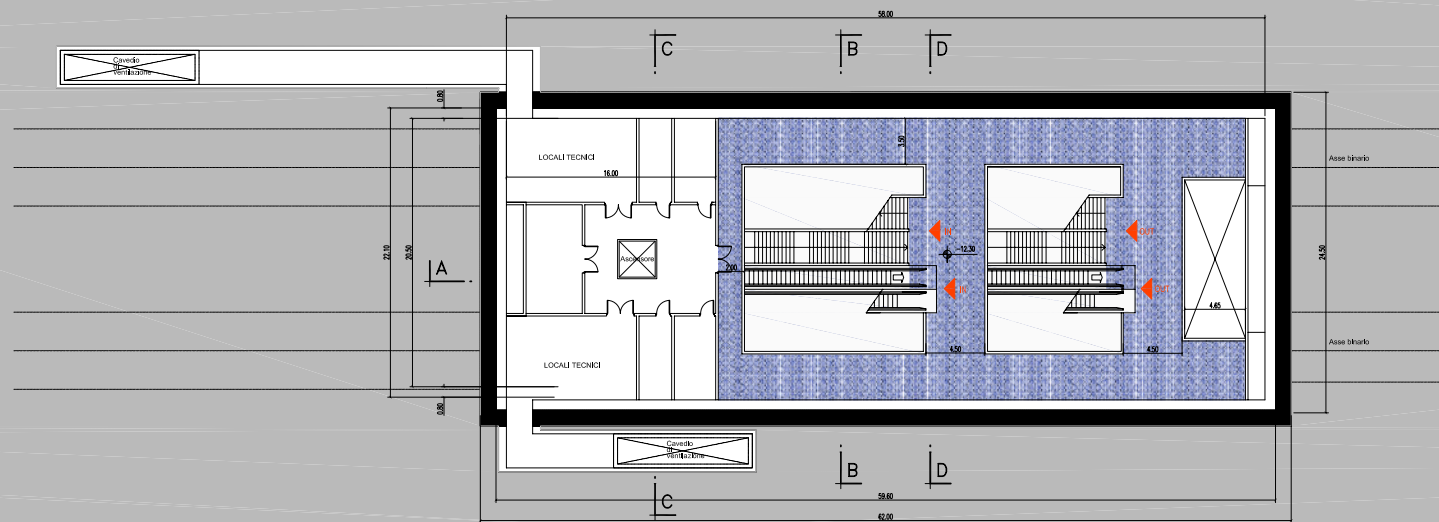 58.00
C
B
D
Cavedio
di
ventilazione
0.80
3.50
LOCALI TECNICI
Asse binario
16.00
-12.30
22.10
20.50
24.50
Ascensore
A
2.00
4.65
4.50
4.50
Asse binario
LOCALI TECNICI
0.80
Cavedio
di
ventilazione
B
D
C
59.60
62.00